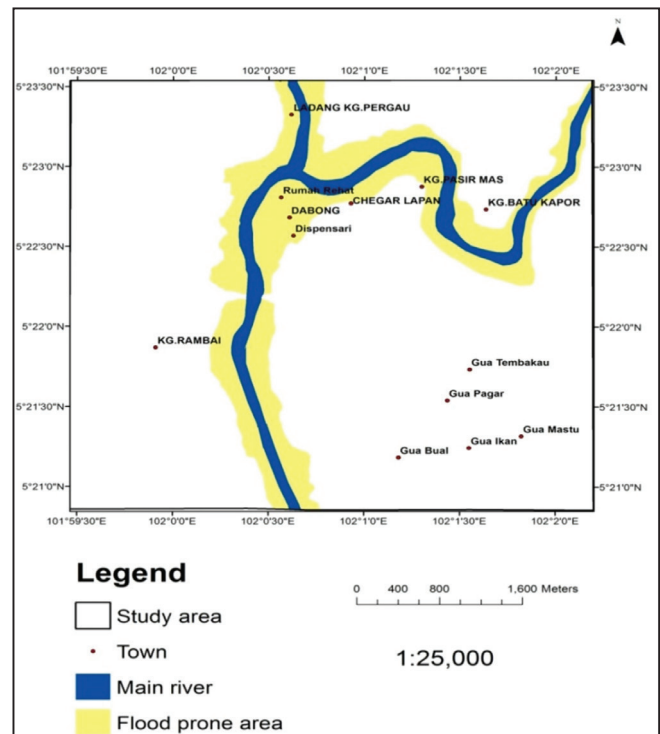 N
101°59'30"E 102°0'0"E 102°0'30"E 102°1'0"E 102°1'30"E 102°2'0"E
5°23'30"N 5°23'30"N
LADANG KG.PERGAU
5°23'0"N 5°23'0"N
KG.PASIR MAS
Rumah Rehat
CHEGAR LAPAN
KG.BATU KAPOR
DABONG
Dispensari
5°22'30"N 5°22'30"N
5°22'0"N 5°22'0"N
KG.RAMBAI
Gua Tembakau
Gua Pagar
5°21'30"N 5°21'30"N
Gua Mastu
Gua Ikan
Gua Bual
5°21'0"N 5°21'0"N
101°59'30"E 102°0'0"E 102°0'30"E 102°1'0"E 102°1'30"E 102°2'0"E
Legend
Study area
Town
Main river
Flood prone area
0 400 800 1,600 Meters
1:25,000